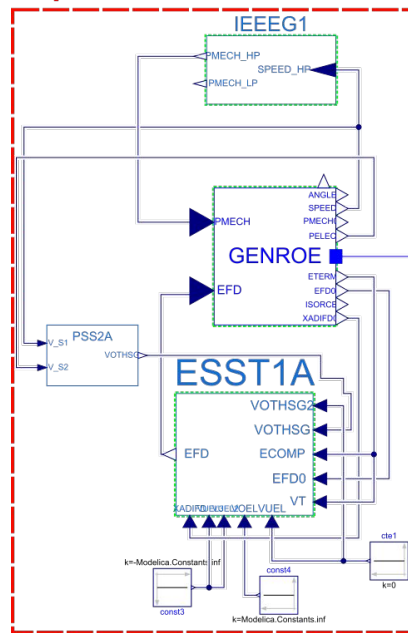 IEEEG1
PMECH_HP
SPEED_HP
PMECH_LP
ANGLE
SPEED
PMECHI
PELEC
PMECH
GENROE
ETERM
EFD0
EFD
ISORCE
XADIFD
PSS2A
V_S1
VOTHSG
V_S2
ESST1A
VOTHSG2
VOTHSG
EFD
ECOMP
EFD0
VT
VOEL
VUEL
cte1
k=0
k=-Modelica.Constants.inf
const4
const3
k=Modelica.Constants.inf